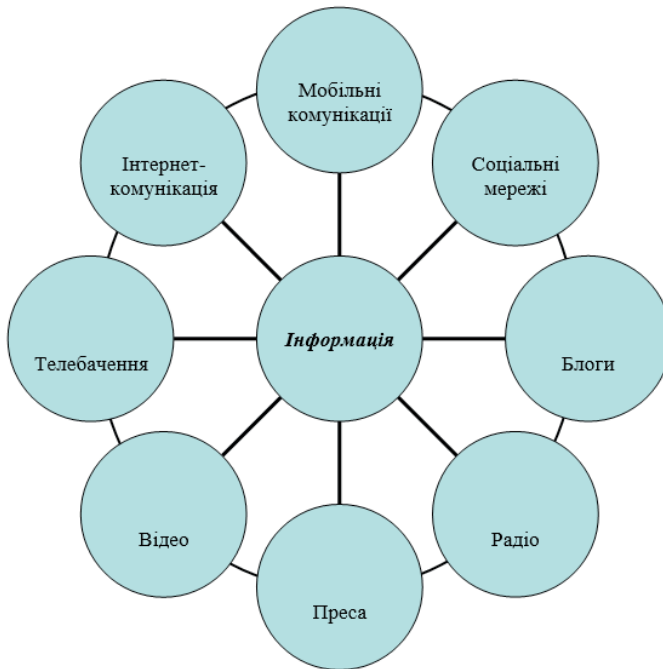 Мобільні
комунікації
Інтернет-
комунікація
Соціальні
мережі
Телебачення
Інформація
Блоги
Відео
Радіо
Преса